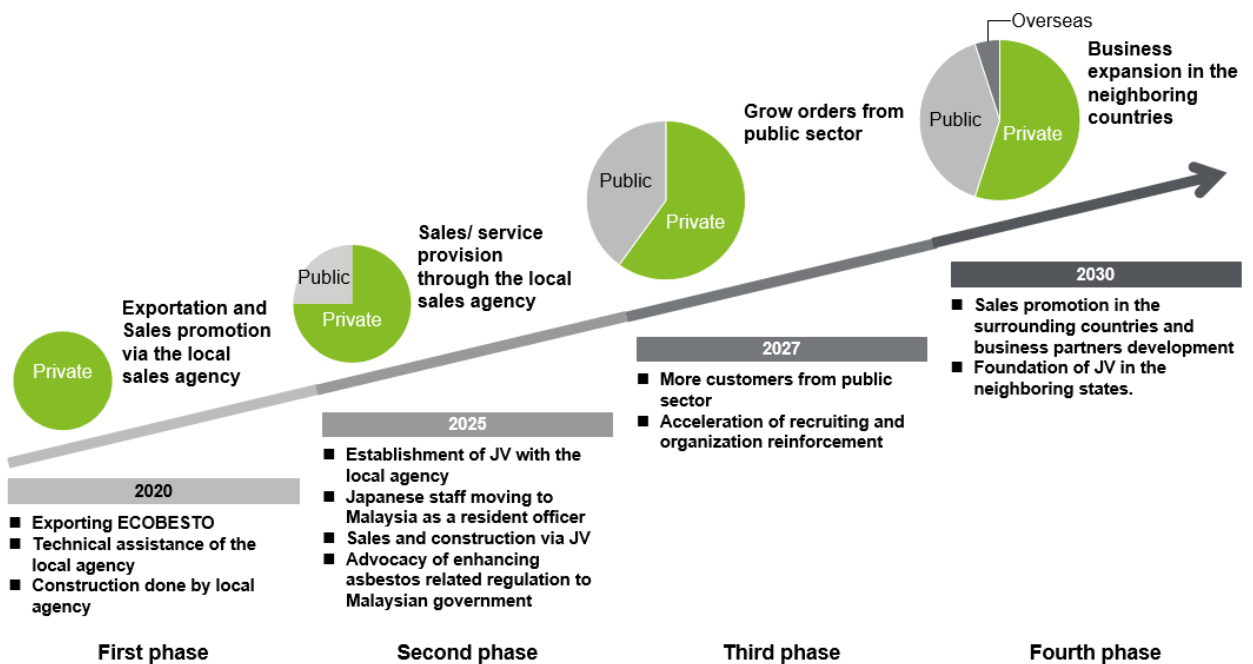 Private
Exportation and
Sales promotion
via the local
sales agency
2020
■ Exporting ECOBESTO
■ Technical assistance of the
local agency
■ Construction done by local
agency
First phase
Public
Private
Sales/ service
provision
through the local
sales agency
2025
■ Establishment of JV with the
local agency
■ Japanese staff moving to
Malaysia as a resident officer
■ Sales and construction via JV
■ Advocacy of enhancing
asbestos related regulation to
Malaysian government
Second phase
Public
Private
Grow orders from
public sector
2027
■ More customers from public
sector
■ Acceleration of recruiting and
organization reinforcement
Third phase
Overseas
Public
Private
Business
expansion in the
neighboring
countries
2030
■ Sales promotion in the
surrounding countries and
business partners development
■ Foundation of JV in the
neighboring states.
Fourth phase